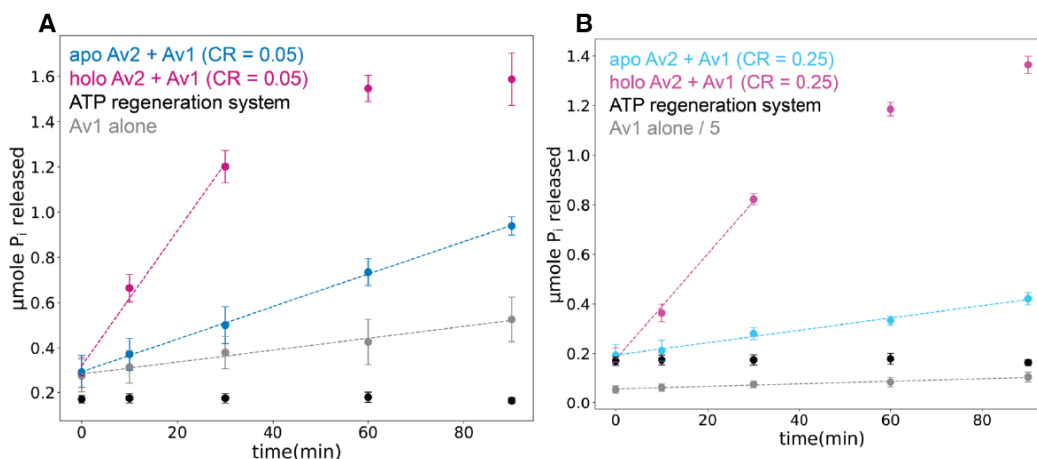 A
apo Av2 + Av1 (CR = 0.05)
holo Av2 + Av1 (CR = 0.05)
ATP regeneration system
Av1 alone
1.6
1.4
1.2
1.0
0.8
0.6
0.4
0.2
µmole Pi released
0 20 40 60 80
time(min)
B
apo Av2 + Av1 (CR = 0.25)
holo Av2 + Av1 (CR = 0.25)
ATP regeneration system
Av1 alone / 5
1.4
1.2
1.0
0.8
0.6
0.4
0.2
0.0
µmole Pi released
0 20 40 60 80
time(min)